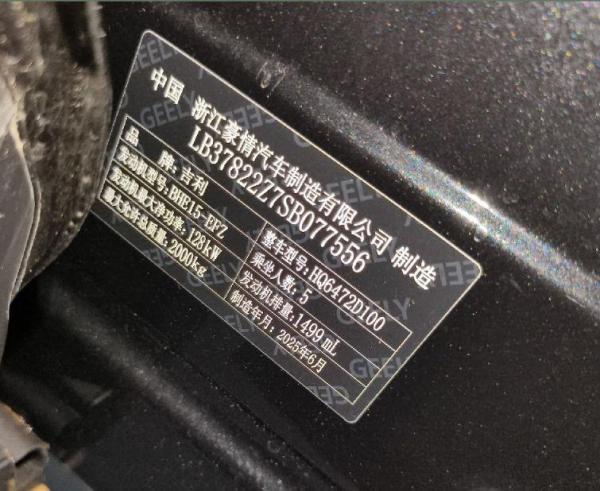 中国 浙江豪情汽车制造有限公司 制造
LB37822Z7SB077556
品 牌:吉利
整车型号:HQ6472D100
发动机型号:BHE15-EFZ
乘坐人数:5
发动机最大净功率:128kW
发动机排量:1499 mL
最大允许总质量:2000kg
制造年月:2025年6月
GEELY